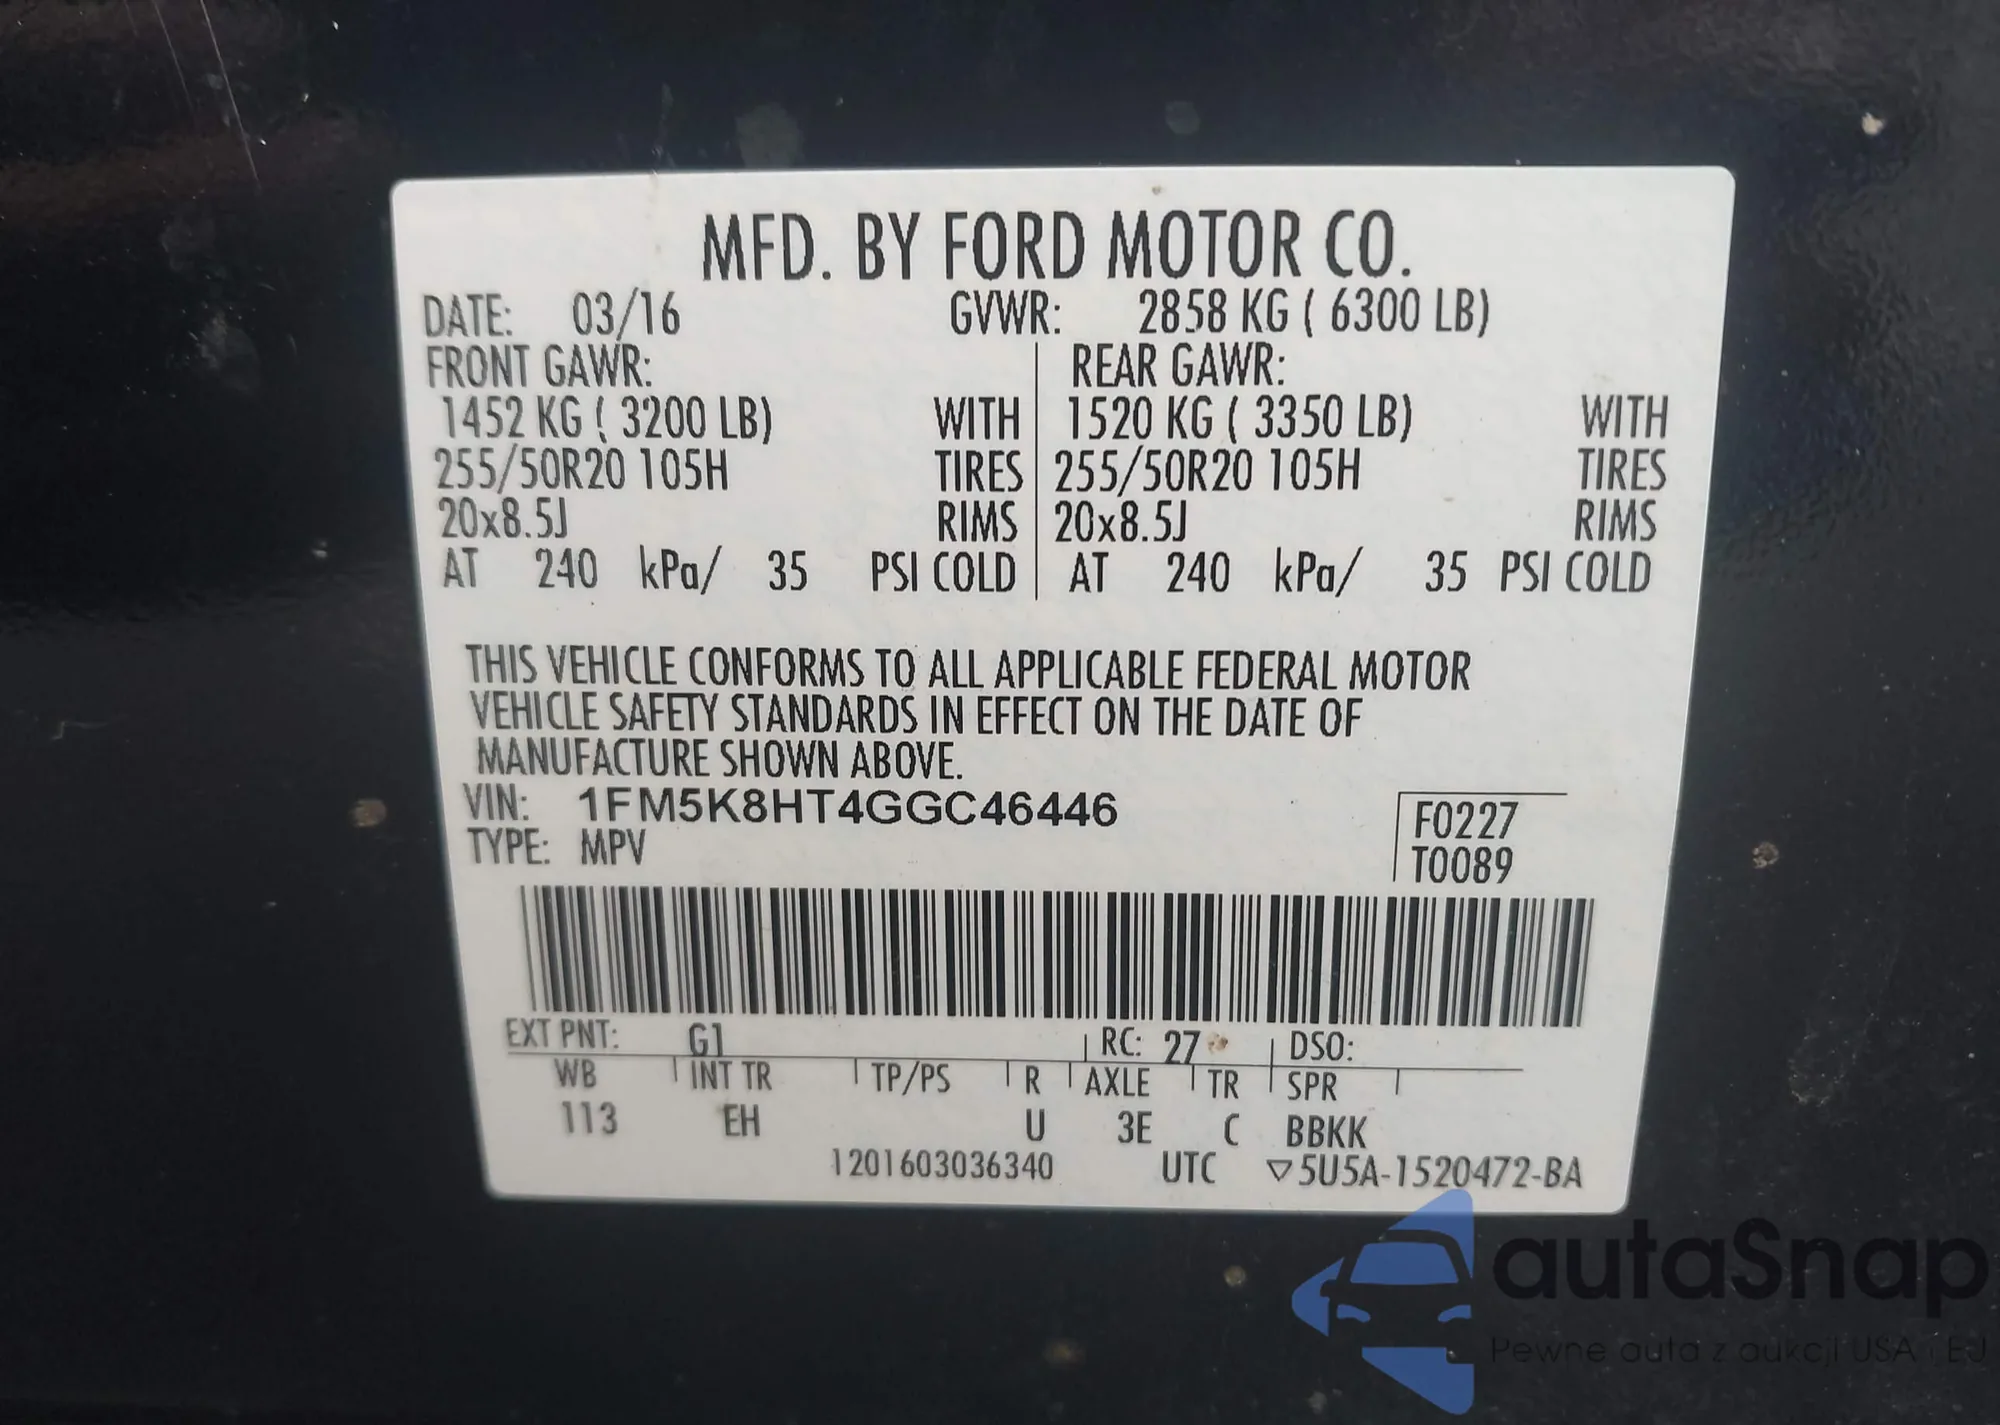 MFD. BY FORD MOTOR CO.
DATE: 03/16 GVWR: 2858 KG ( 6300 LB)
FRONT GAWR: REAR GAWR:
1452 KG ( 3200 LB) WITH 1520 KG ( 3350 LB) WITH
255/50R20 105H TIRES 255/50R20 105H TIRES
20x8.5J RIMS 20x8.5J RIMS
AT 240 kPa/ 35 PSI COLD AT 240 kPa/ 35 PSI COLD
THIS VEHICLE CONFORMS TO ALL APPLICABLE FEDERAL MOTOR
VEHICLE SAFETY STANDARDS IN EFFECT ON THE DATE OF
MANUFACTURE SHOWN ABOVE.
VIN: 1FM5K8HT4GGC46446 F0227
TYPE: MPV T0089
EXT PNT: G1 RC: 27 DSO:
WB INT TR TP/PS R AXLE TR SPR
113 EH U 3E C BBKK
1201603036340 UTC ▽5U5A-1520472-BA
autaSnap
Pewne auta z aukcji USA i EU